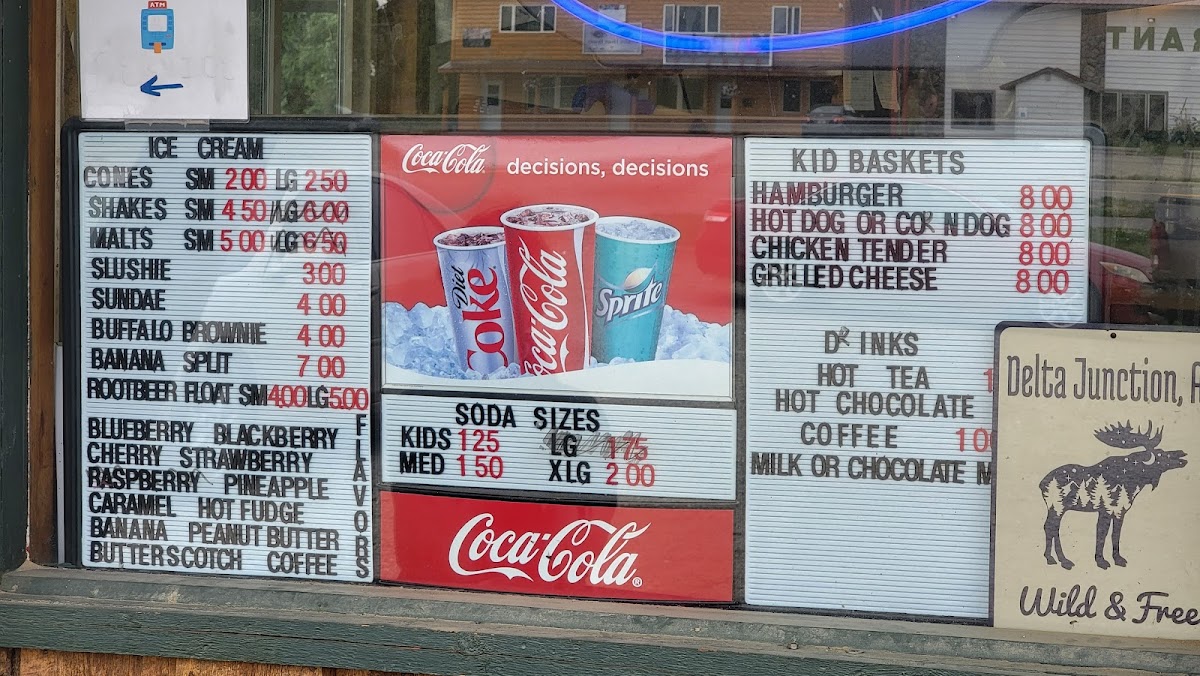 ATM
ICE CREAM
CONES SM 2.00 LG 2.50
SHAKES SM 4.50 LG 6.00
MALTS SM 5.00 LG 6.50
SLUSHIE 3.00
SUNDAE 4.00
BUFFALO BROWNIE 4.00
BANANA SPLIT 7.00
ROOTBEER FLOAT SM 4.00 LG 5.00
BLUEBERRY BLACKBERRY
CHERRY STRAWBERRY
RASPBERRY PINEAPPLE
CARAMEL HOT FUDGE
BANANA PEANUT BUTTER
BUTTERSCOTCH COFFEE
FLAVORS
Coca-Cola decisions, decisions
Diet Coke
Coca-Cola
Sprite
SODA SIZES
KIDS 1.25 LG 1.75
MED 1.50 XLG 2.00
Coca-Cola®
KID BASKETS
HAMBURGER 8.00
HOT DOG OR CORN DOG 8.00
CHICKEN TENDER 8.00
GRILLED CHEESE 8.00
DRINKS
HOT TEA
HOT CHOCOLATE
COFFEE
MILK OR CHOCOLATE
Delta Junction,
Wild & Free